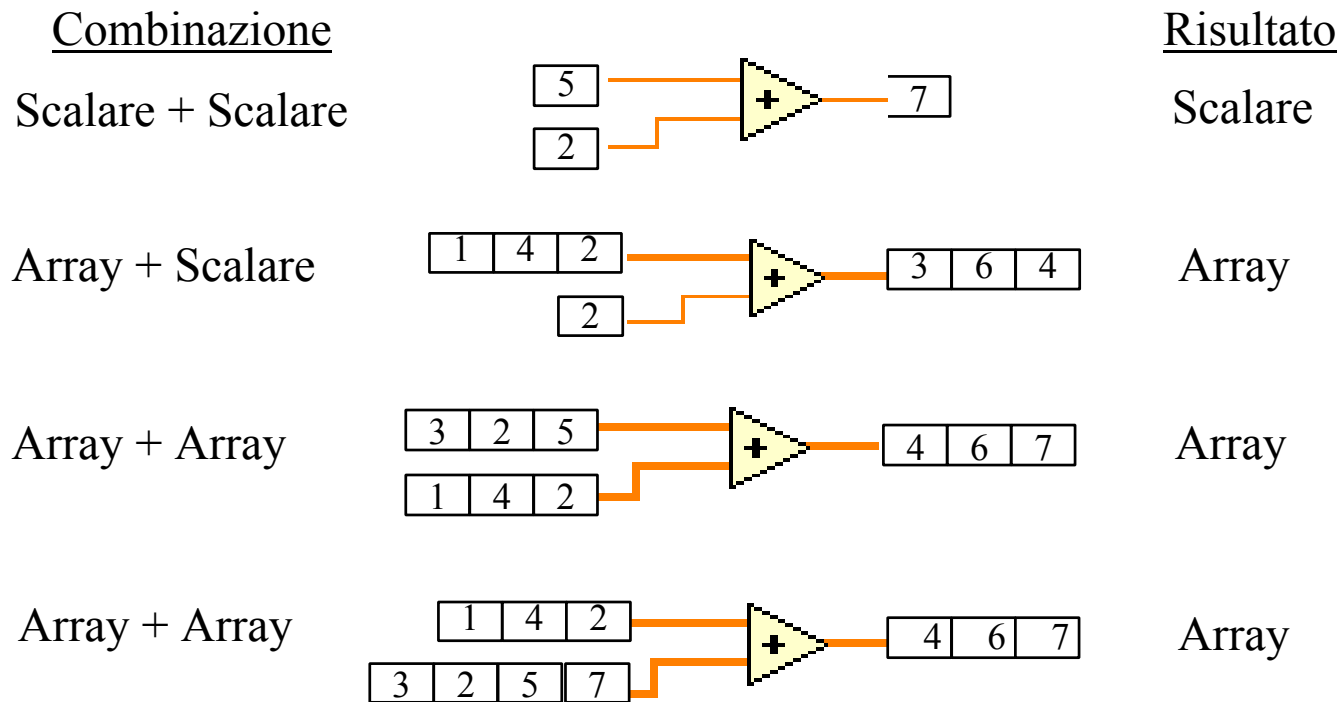 Combinazione Risultato
5
Scalare + Scalare + 7 Scalare
2
1 4 2
Array + Scalare + 3 6 4 Array
2
3 2 5
Array + Array + 4 6 7 Array
1 4 2
1 4 2
Array + Array + 4 6 7 Array
3 2 5 7